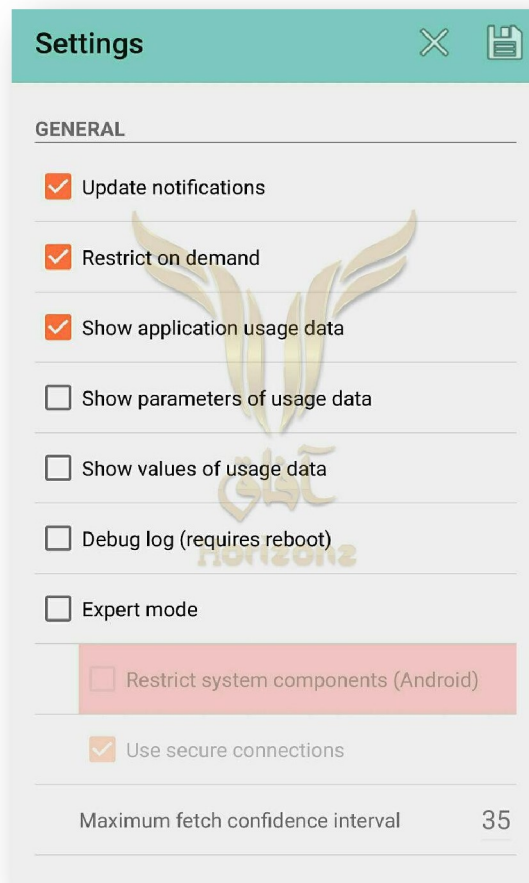 Settings
GENERAL
Update notifications
Restrict on demand
Show application usage data
Show parameters of usage data
Show values of usage data
آفاق
Debug log (requires reboot)
Horizons
Expert mode
Restrict system components (Android)
Use secure connections
Maximum fetch confidence interval 35